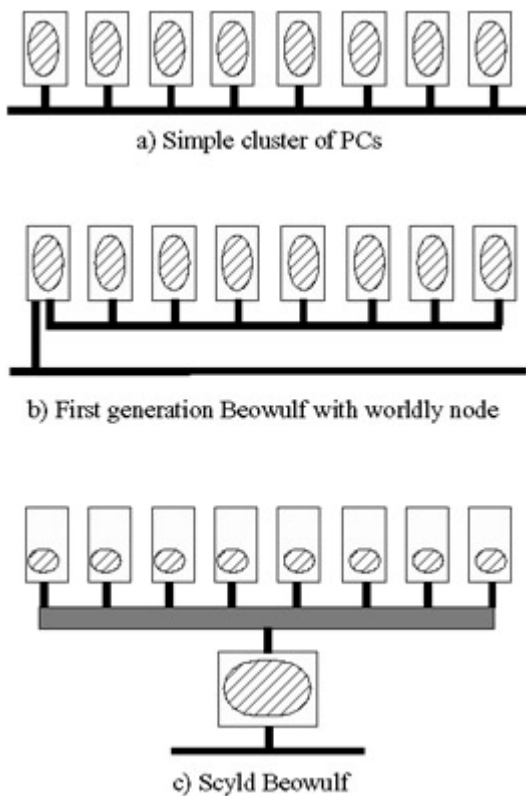 a) Simple cluster of PCs
b) First generation Beowulf with worldly node
c) Scyld Beowulf